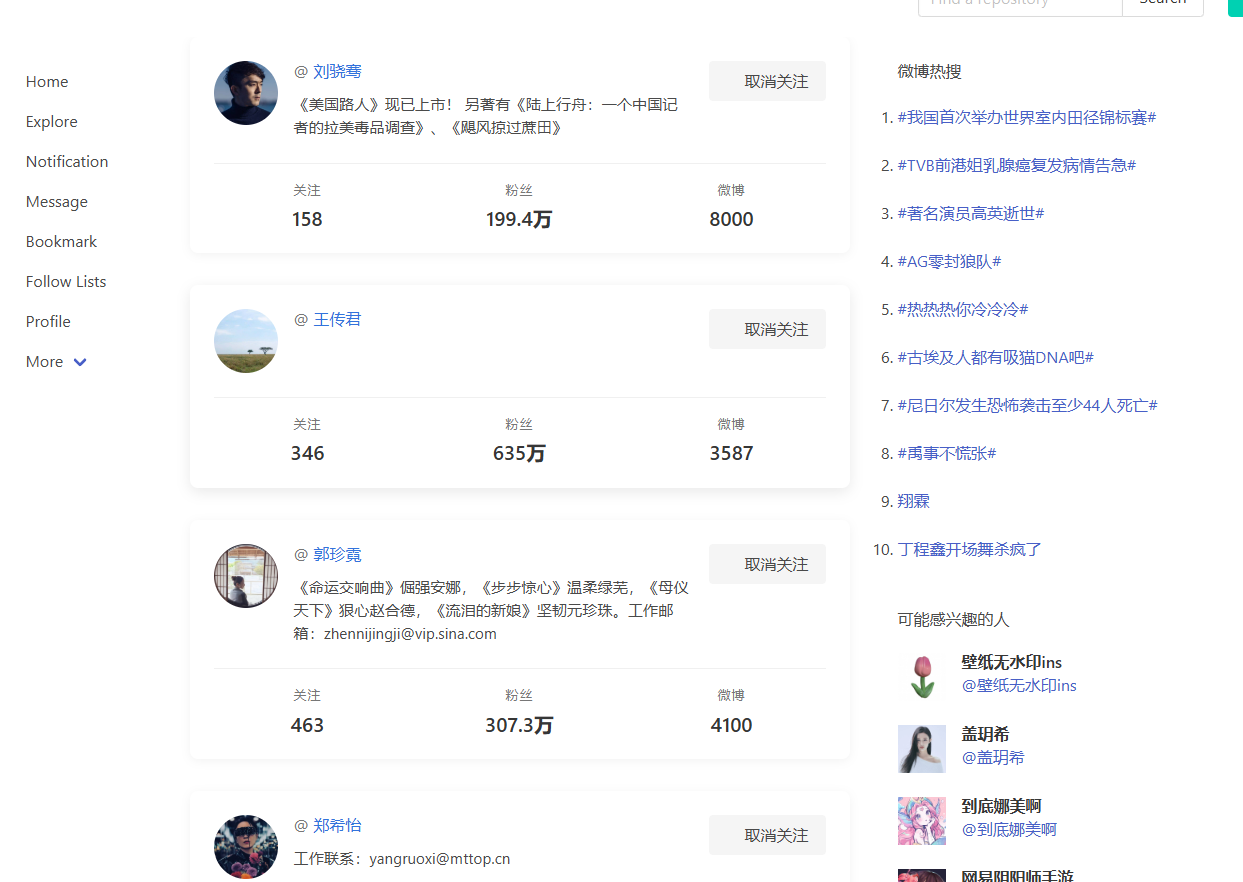 Find a repository
Search
Home
Explore
Notification
Message
Bookmark
Follow Lists
Profile
More
@ 刘骁骞
取消关注
《美国路人》现已上市！ 另著有《陆上行舟：一个中国记
者的拉美毒品调查》、《飓风掠过蔗田》
关注
粉丝
微博
158
199.4万
8000
@ 王传君
取消关注
关注
粉丝
微博
346
635万
3587
@ 郭珍霓
取消关注
《命运交响曲》倔强安娜，《步步惊心》温柔绿芜，《母仪
天下》狠心赵合德，《流泪的新娘》坚韧元珍珠。工作邮
箱：zhennijingji@vip.sina.com
关注
粉丝
微博
463
307.3万
4100
@ 郑希怡
取消关注
工作联系：yangruoxi@mttop.cn
微博热搜
1. #我国首次举办世界室内田径锦标赛#
2. #TVB前港姐乳腺癌复发病情告急#
3. #著名演员高英逝世#
4. #AG零封狼队#
5. #热热热你冷冷冷#
6. #古埃及人都有吸猫DNA吧#
7. #尼日尔发生恐怖袭击至少44人死亡#
8. #禹事不慌张#
9. 翔霖
10. 丁程鑫开场舞杀疯了
可能感兴趣的人
壁纸无水印ins
@壁纸无水印ins
盖玥希
@盖玥希
到底娜美啊
@到底娜美啊
网易阴阳师手游